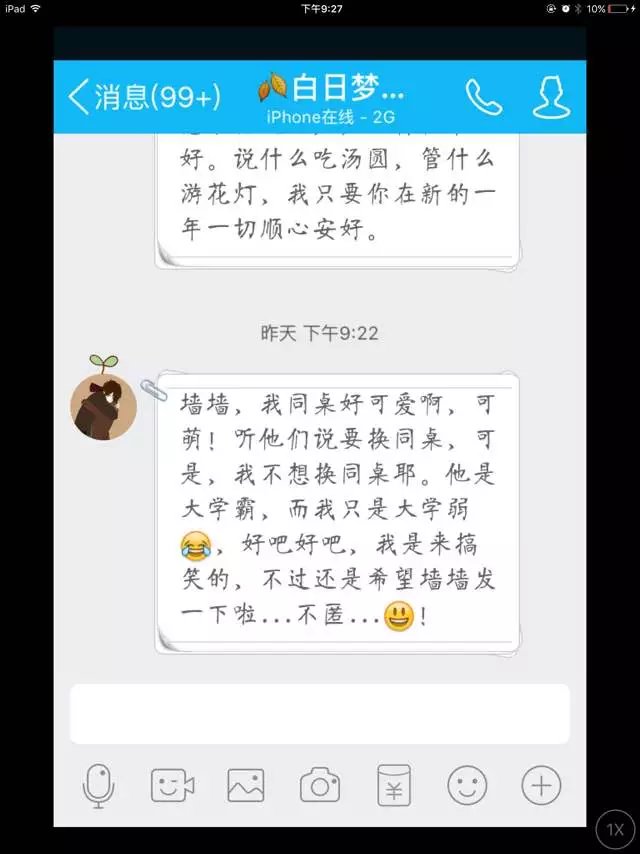 iPad
下午9:27
10%
消息(99+)
🍂白日梦...
iPhone在线 - 2G
好。说什么吃汤圆，管什么
游花灯，我只要你在新的一
年一切顺心安好。
昨天 下午9:22
墙墙，我同桌好可爱啊，可
萌！听他们说要换同桌，可
是，我不想换同桌耶。他是
大学霸，而我只是大学弱
😂，好吧好吧，我是来搞
笑的，不过还是希望墙墙发
一下啦...不匿...😃！
¥
1X